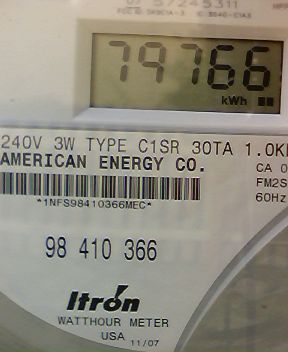 57245311
79766
kWh
240V 3W TYPE C1SR 30TA 1.0K
AMERICAN ENERGY CO.
CA 0
FM2S
60Hz
*1NFS98410366MEC*
98 410 366
Itron
WATTHOUR METER
USA 11/07